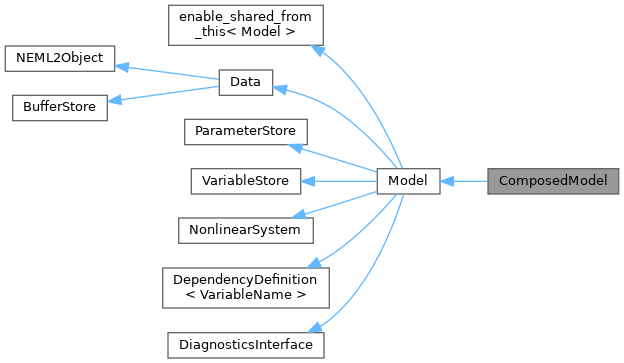 enable_shared_from
_this< Model >
NEML2Object
Data
BufferStore
ParameterStore
VariableStore
Model
ComposedModel
NonlinearSystem
DependencyDefinition
< VariableName >
DiagnosticsInterface